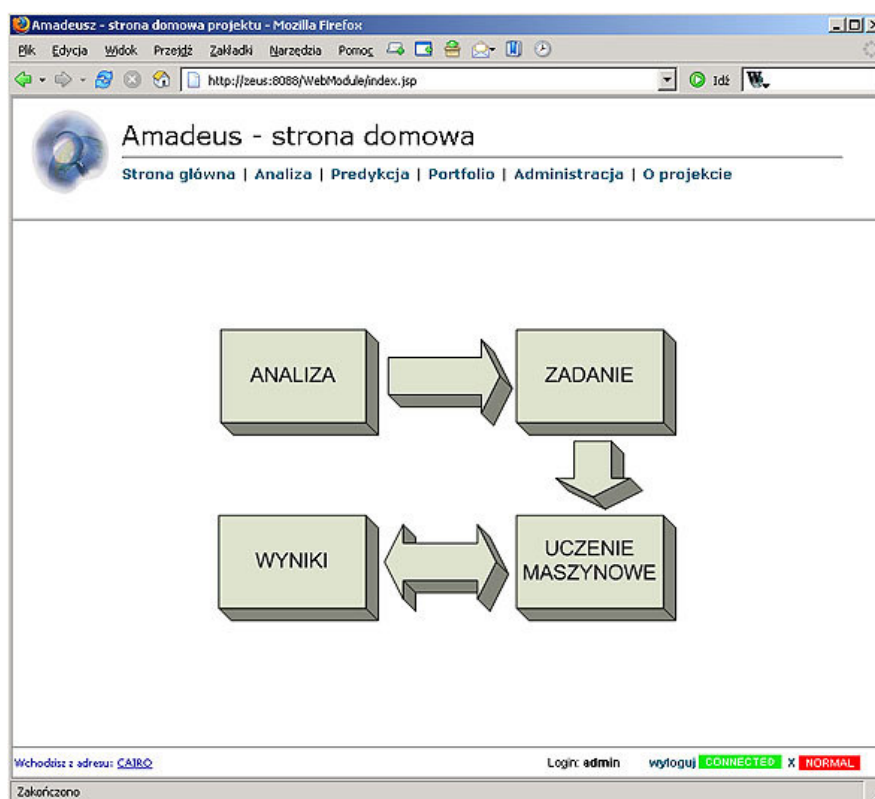 Amadeusz - strona domowa projektu - Mozilla Firefox
Plik Edycja Widok Przejdź Zakładki Narzędzia Pomoc
http://zeus:8088/WebModule/index.jsp Idź W
Amadeus - strona domowa
Strona główna | Analiza | Predykcja | Portfolio | Administracja | O projekcie
ANALIZA
ZADANIE
WYNIKI
UCZENIE
MASZYNOWE
Wchodzisz z adresu: CAIRO Login: admin wyloguj CONNECTED X NORMAL
Zakończono